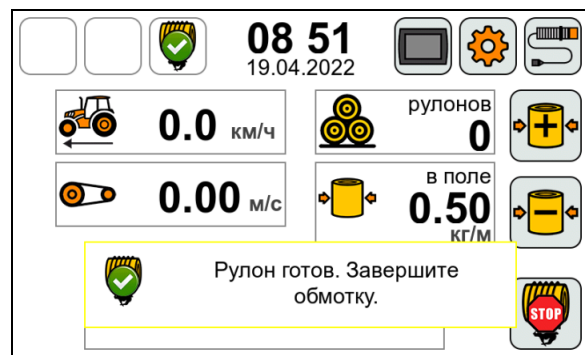 08 51
19.04.2022
0.0 км/ч
рулонов
0
0.00 м/с
в поле
0.50
кг/м
Рулон готов. Завершите
обмотку.
STOP